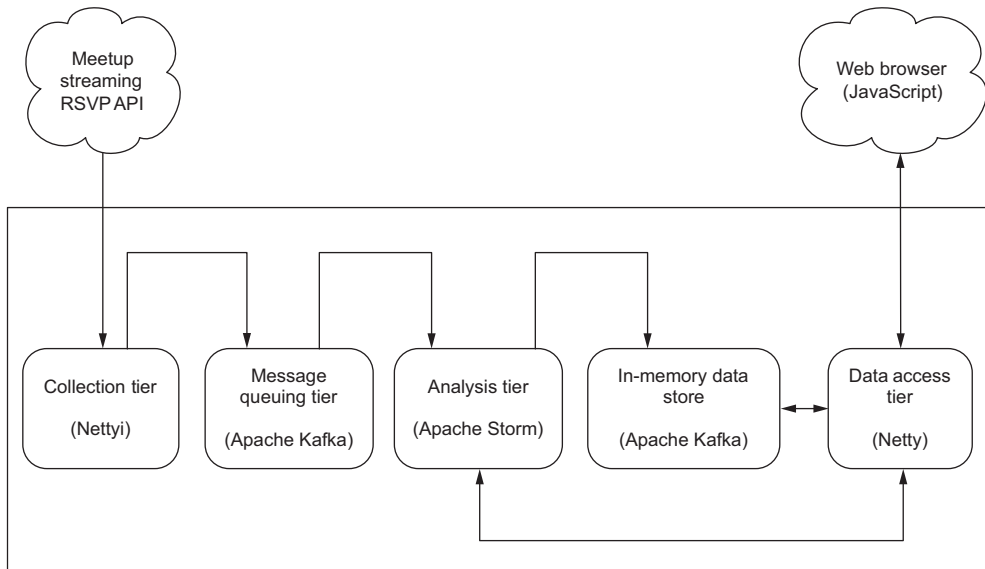 Meetup
streaming
RSVP API
Web browser
(JavaScript)
Collection tier
(Nettyi)
Message
queuing tier
(Apache Kafka)
Analysis tier
(Apache Storm)
In-memory data
store
(Apache Kafka)
Data access
tier
(Netty)